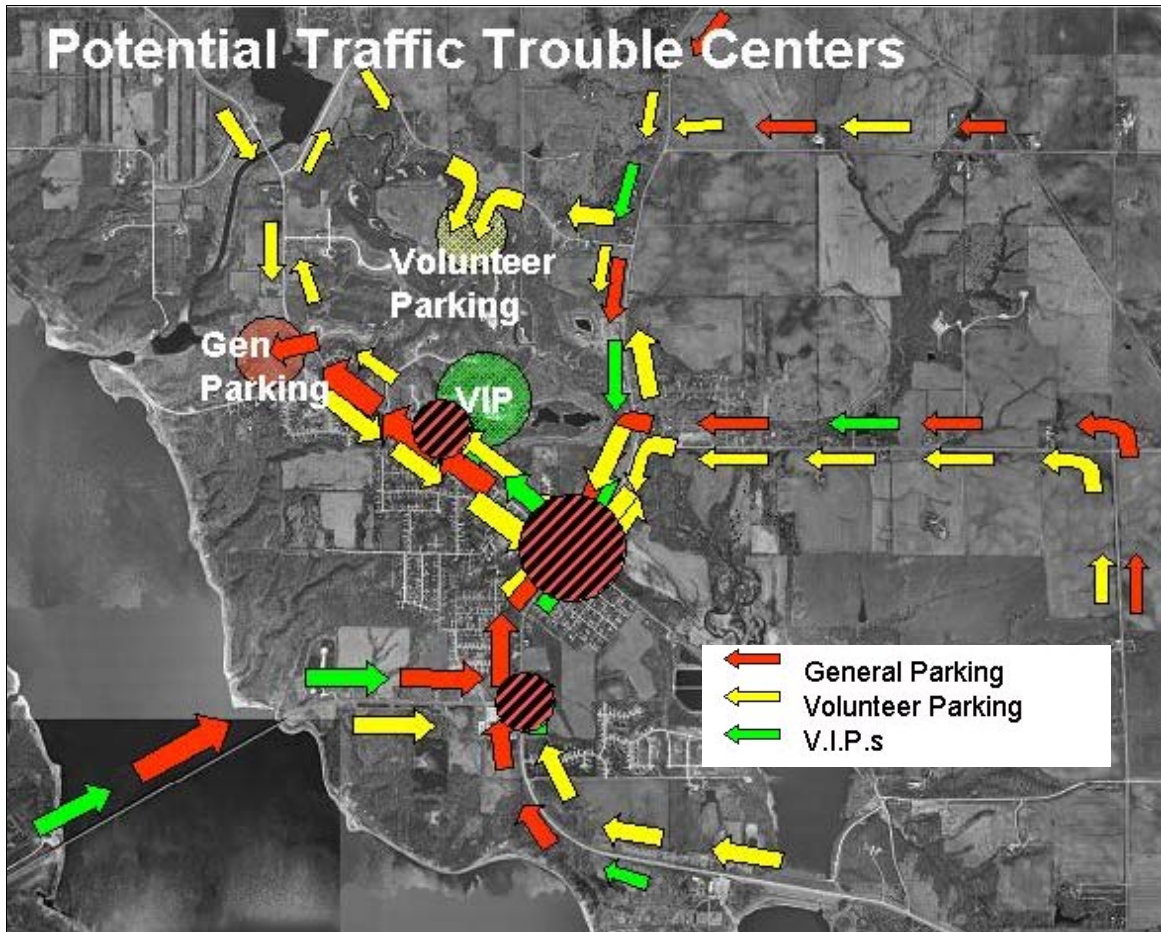 Potential Traffic Trouble Centers
Volunteer
Parking
Gen
Parking
VIP
General Parking
Volunteer Parking
V.I.P.s